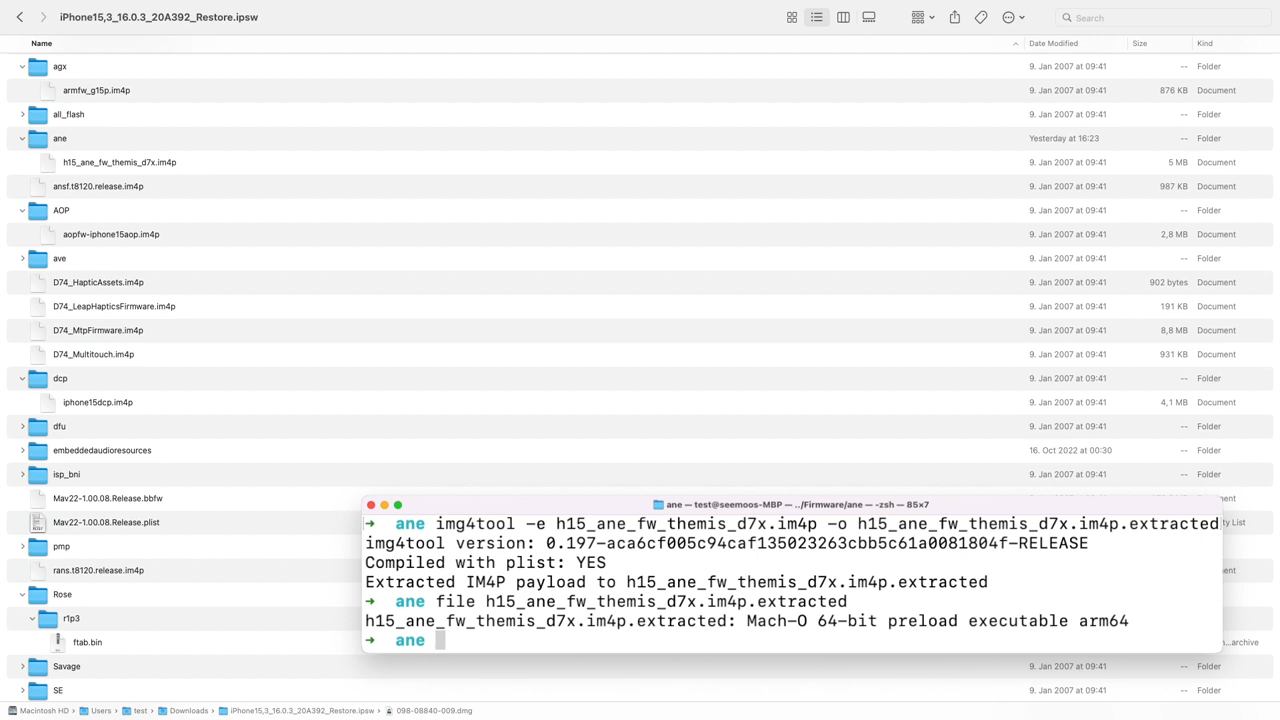 iPhone15,3_16.0.3_20A392_Restore.ipsw
Search
Name Date Modified Size Kind
agx 9. Jan 2007 at 09:41 -- Folder
armfw_g15p.im4p 9. Jan 2007 at 09:41 876 KB Document
all_flash 9. Jan 2007 at 09:41 -- Folder
ane Yesterday at 16:23 -- Folder
h15_ane_fw_themis_d7x.im4p 9. Jan 2007 at 09:41 5 MB Document
ansf.t8120.release.im4p 9. Jan 2007 at 09:41 987 KB Document
AOP 9. Jan 2007 at 09:41 -- Folder
aopfw-iphone15aop.im4p 9. Jan 2007 at 09:41 2,8 MB Document
ave 9. Jan 2007 at 09:41 -- Folder
D74_HapticAssets.im4p 9. Jan 2007 at 09:41 902 bytes Document
D74_LeapHapticsFirmware.im4p 9. Jan 2007 at 09:41 191 KB Document
D74_MtpFirmware.im4p 9. Jan 2007 at 09:41 8,8 MB Document
D74_Multitouch.im4p 9. Jan 2007 at 09:41 931 KB Document
dcp 9. Jan 2007 at 09:41 -- Folder
iphone15dcp.im4p 9. Jan 2007 at 09:41 4,1 MB Document
dfu 9. Jan 2007 at 09:41 -- Folder
embeddedaudioresources 16. Oct 2022 at 00:30 -- Folder
isp_bni 9. Jan 2007 at 09:41 -- Folder
Mav22-1.00.08.Release.bbfw
Mav22-1.00.08.Release.plist ty List
pmp
rans.t8120.release.im4p
Rose
r1p3
ftab.bin ...archive
ane — test@seemoos-MBP — ../Firmware/ane — -zsh — 85×7
➜ ane img4tool -e h15_ane_fw_themis_d7x.im4p -o h15_ane_fw_themis_d7x.im4p.extracted
img4tool version: 0.197-aca6cf005c94caf135023263cbb5c61a0081804f-RELEASE
Compiled with plist: YES
Extracted IM4P payload to h15_ane_fw_themis_d7x.im4p.extracted
➜ ane file h15_ane_fw_themis_d7x.im4p.extracted
h15_ane_fw_themis_d7x.im4p.extracted: Mach-O 64-bit preload executable arm64
➜ ane
Savage 9. Jan 2007 at 09:41 -- Folder
SE 9. Jan 2007 at 09:41 -- Folder
Macintosh HD › Users › test › Downloads › iPhone15,3_16.0.3_20A392_Restore.ipsw › 098-08840-009.dmg